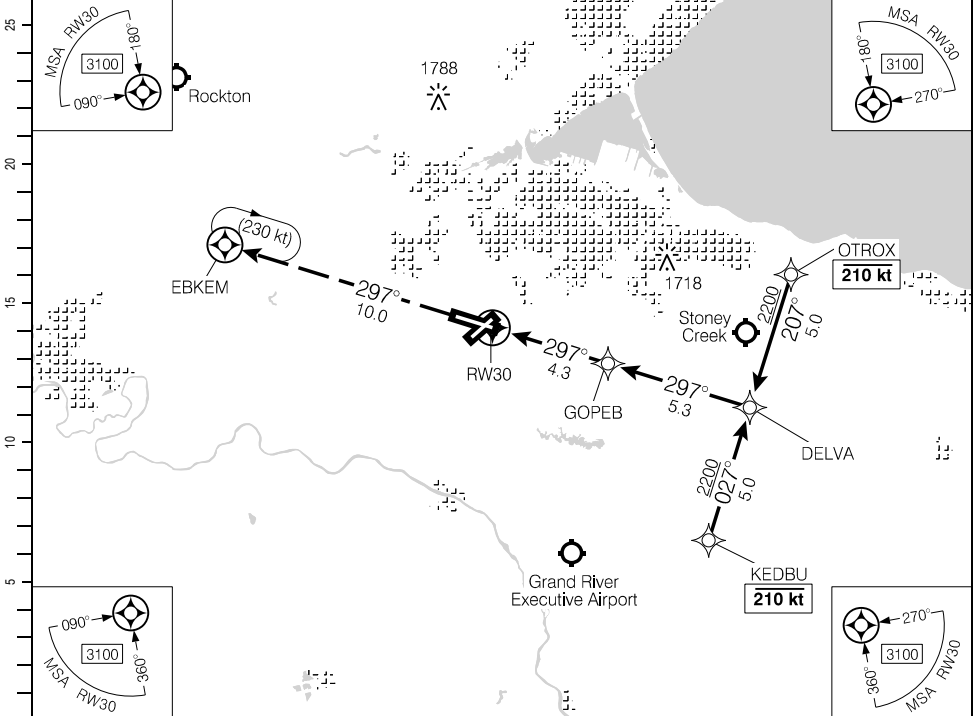 25
20
15
10
5
MSA RW30
180°
3100
090°
Rockton
1788
MSA RW30
180°
3100
270°
(230 kt)
EBKEM
297°
10.0
RW30
297°
4.3
GOPEB
297°
5.3
1718
Stoney
Creek
OTROX
210 kt
2200
207°
5.0
DELVA
2200
027°
5.0
KEDBU
210 kt
Grand River
Executive Airport
090°
3100
360°
MSA RW30
270°
3100
360°
MSA RW30